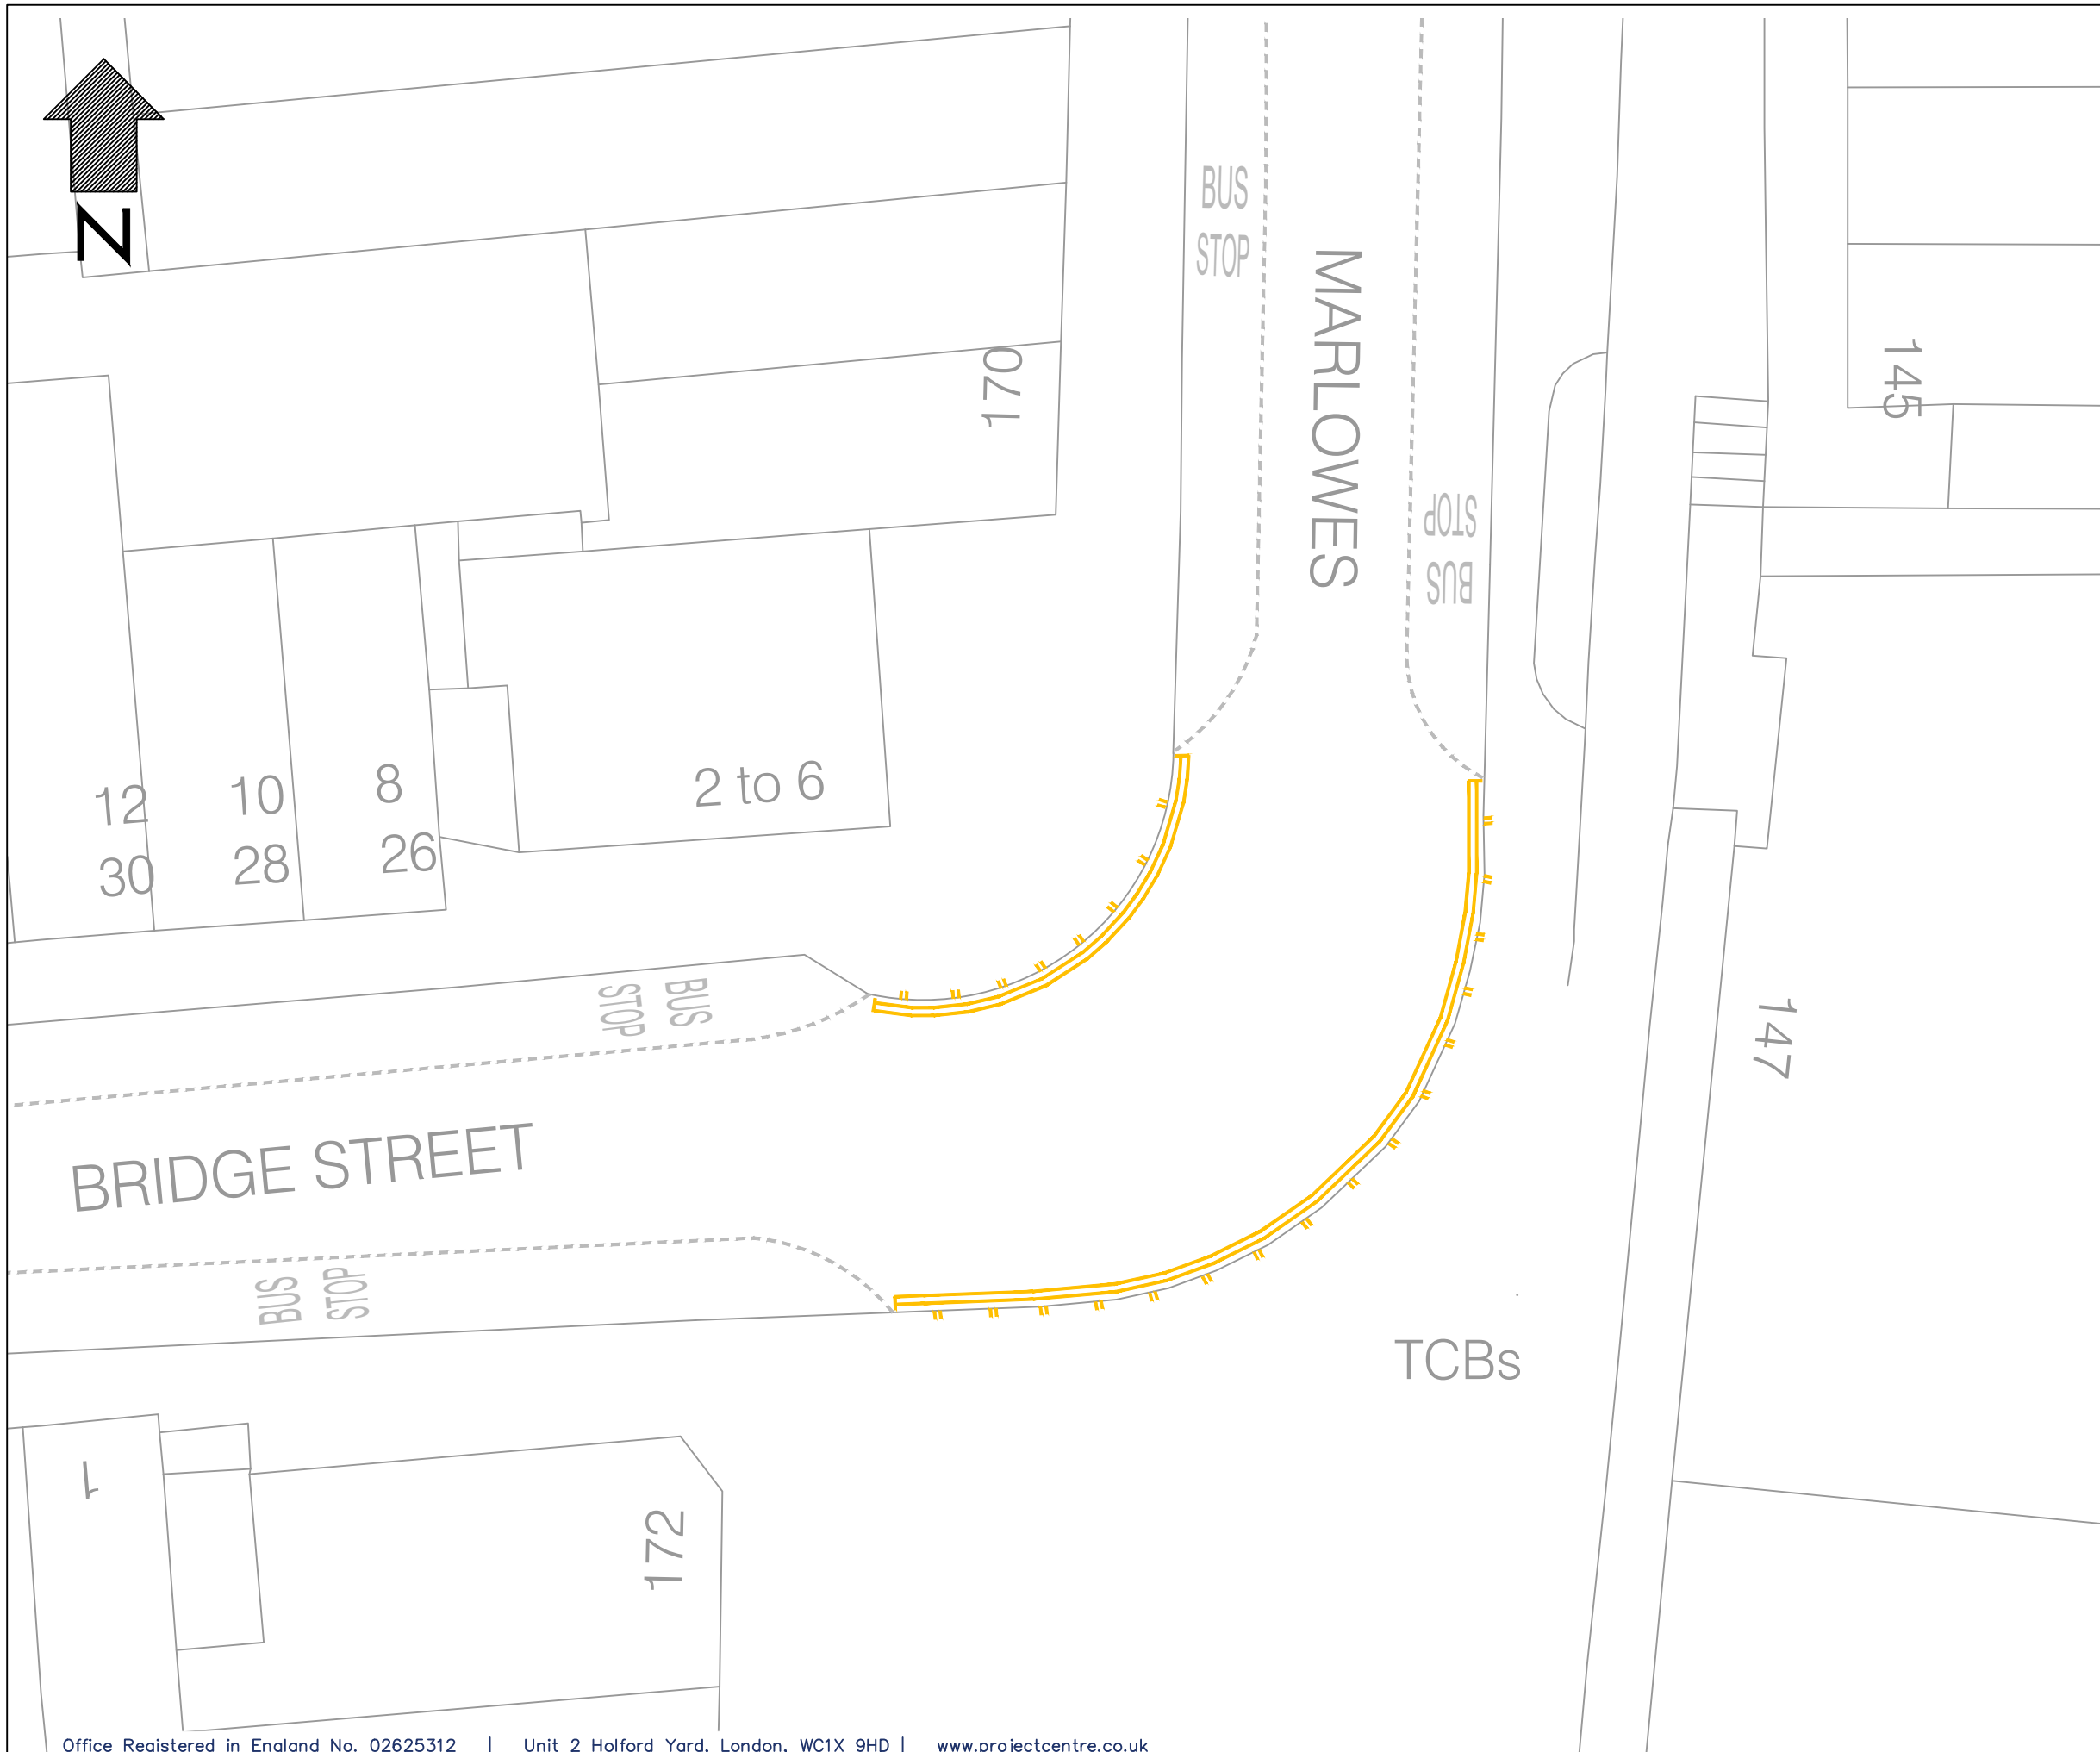 N
BUS
STOP
MARLOWES
170
145
STOP
BUS
12
10
8
2 to 6
30
28
26
BUS
STOP
147
BRIDGE STREET
BUS
STOP
TCBs
1
172
Office Registered in England No. 02625312 | Unit 2 Holford Yard, London, WC1X 9HD | www.projectcentre.co.uk